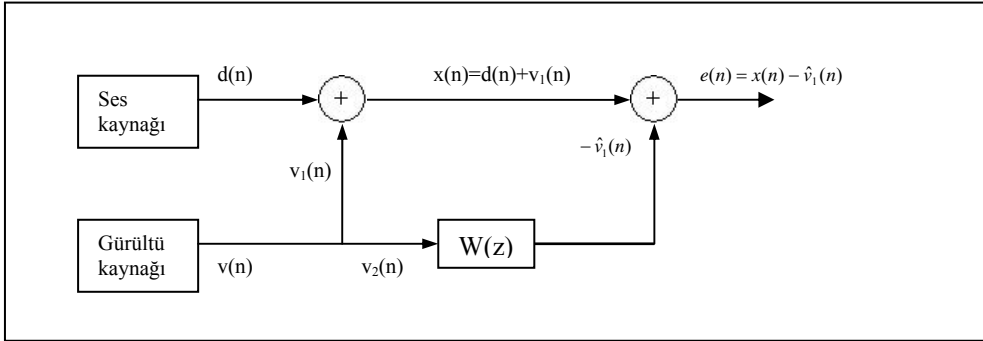 d(n)
x(n)=d(n)+v₁(n)
e(n) = x(n) − v̂₁(n)
Ses
kaynağı
+
+
− v̂₁(n)
v₁(n)
Gürültü
kaynağı
v(n)
v₂(n)
W(z)